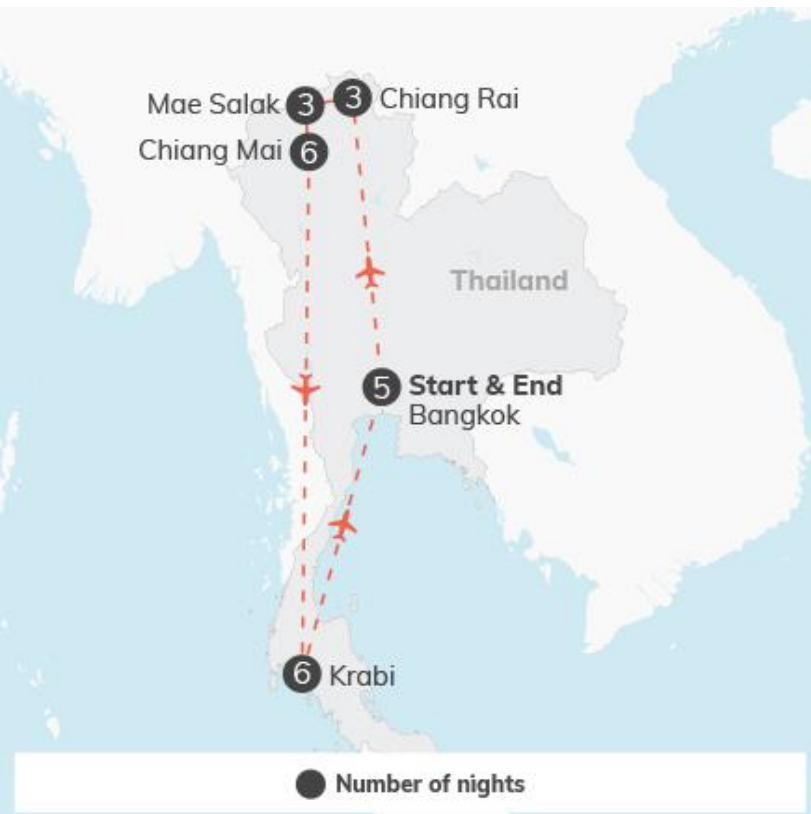 Mae Salak 3 3 Chiang Rai
Chiang Mai 6
Thailand
5 Start & End
Bangkok
6 Krabi
Number of nights